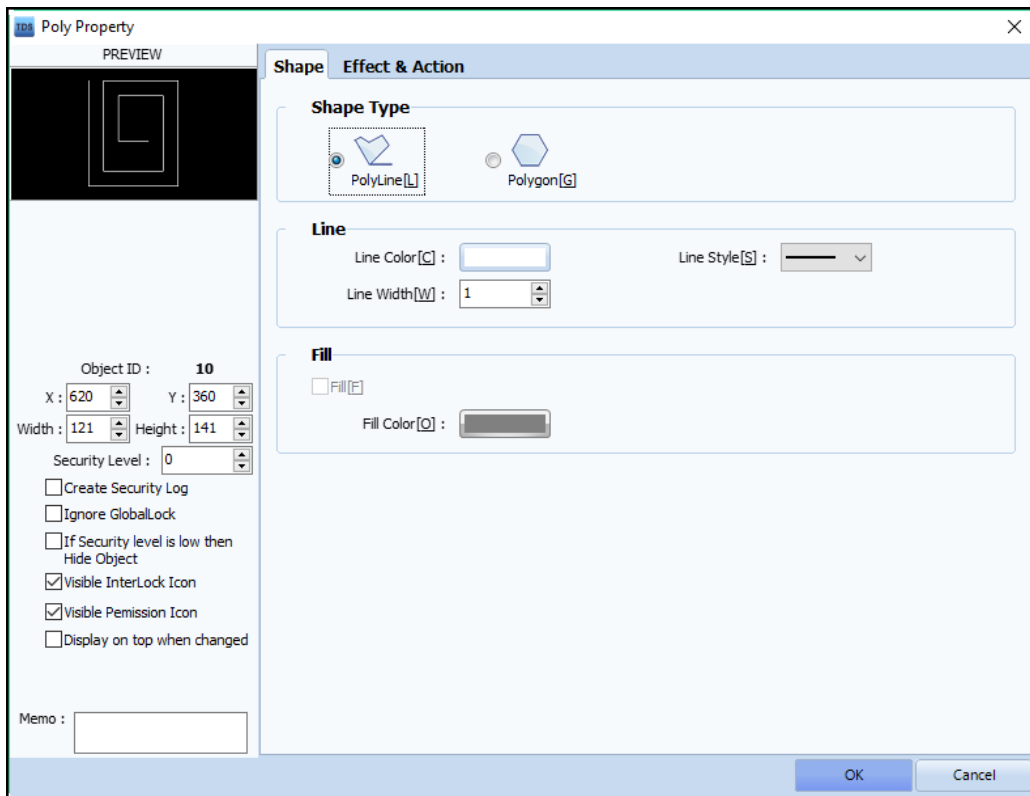 TDS Poly Property
PREVIEW
Shape Effect & Action
Shape Type
PolyLine[L] Polygon[G]
Line
Line Color[C] : Line Style[S] :
Line Width[W] : 1
Fill
Fill[F]
Fill Color[O] :
Object ID : 10
X : 620 Y : 360
Width : 121 Height : 141
Security Level : 0
Create Security Log
Ignore GlobalLock
If Security level is low then
Hide Object
Visible InterLock Icon
Visible Pemission Icon
Display on top when changed
Memo :
OK Cancel